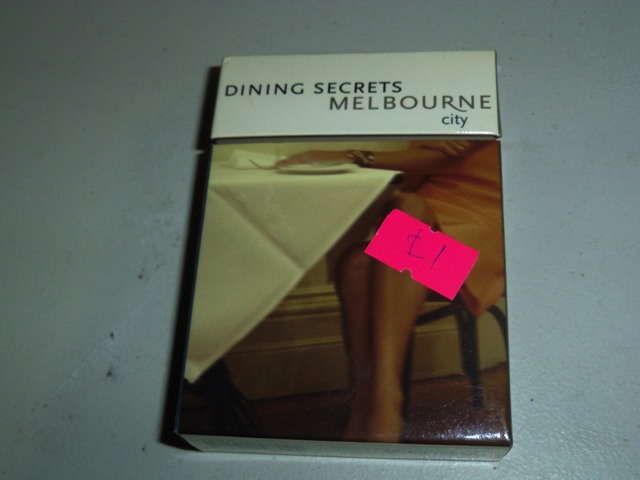 DINING SECRETS
MELBOURNE
city
£1